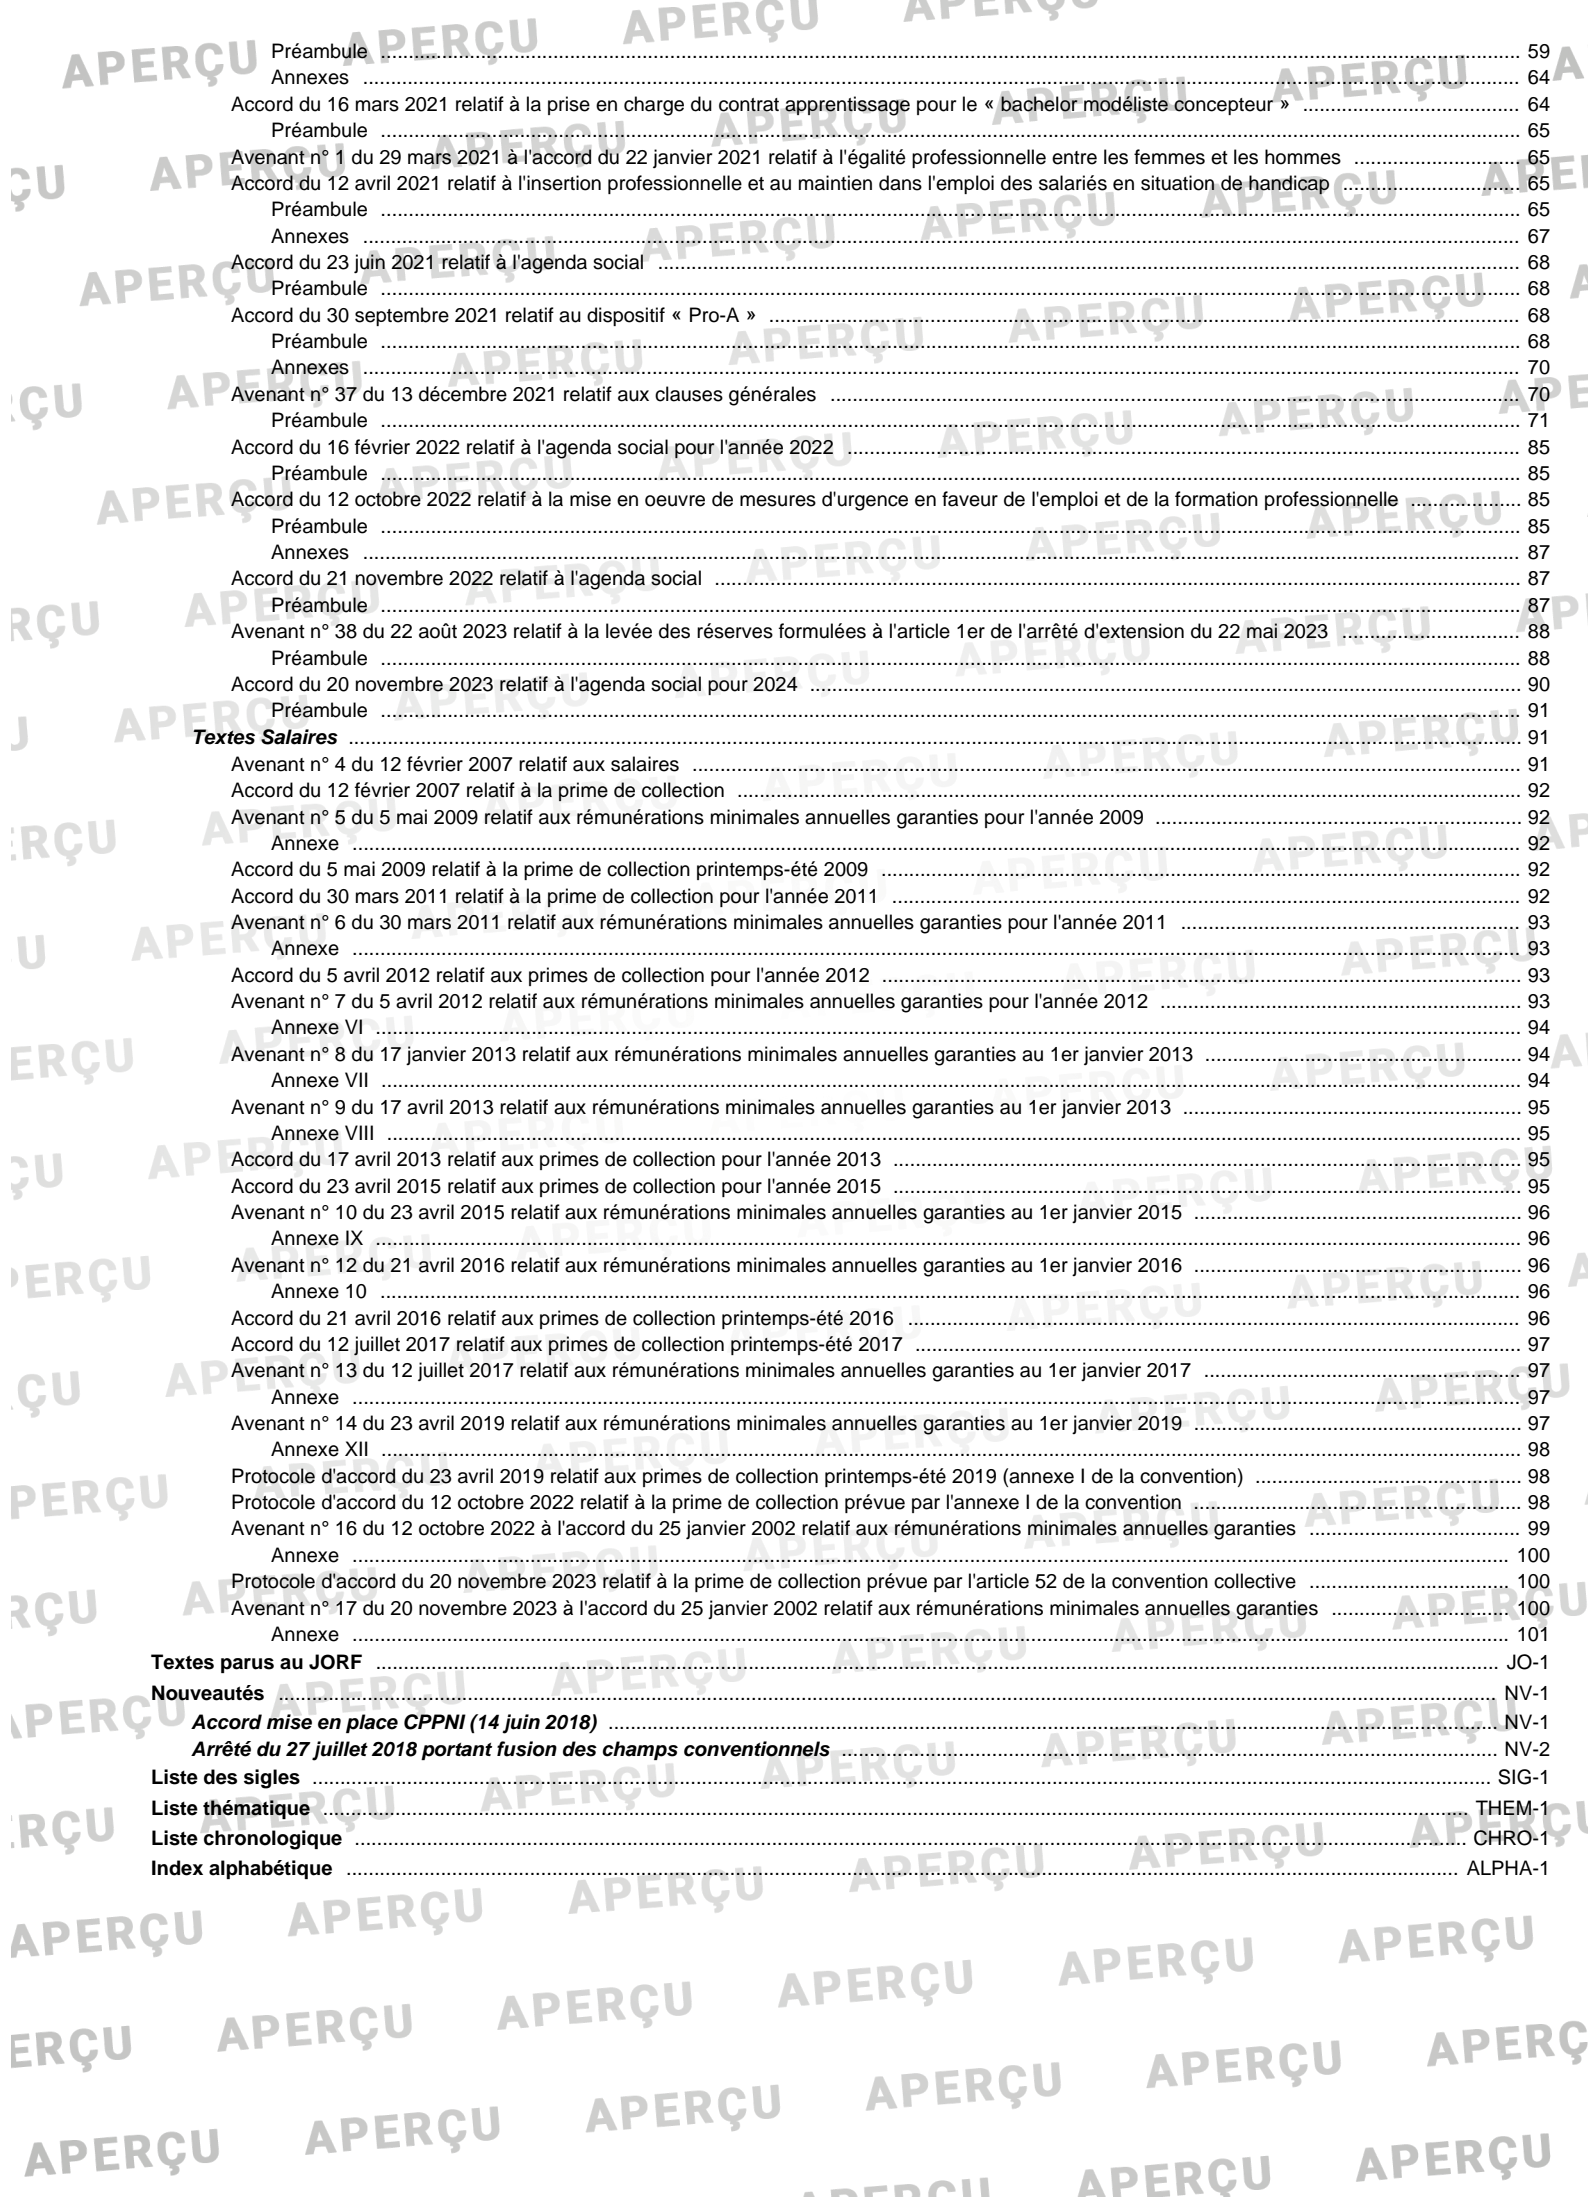 Préambule ... 59
Annexes ... 64
Accord du 16 mars 2021 relatif à la prise en charge du contrat apprentissage pour le « bachelor modéliste concepteur » ... 64
Préambule ... 65
Avenant n° 1 du 29 mars 2021 à l'accord du 22 janvier 2021 relatif à l'égalité professionnelle entre les femmes et les hommes ... 65
Accord du 12 avril 2021 relatif à l'insertion professionnelle et au maintien dans l'emploi des salariés en situation de handicap ... 65
Préambule ... 65
Annexes ... 67
Accord du 23 juin 2021 relatif à l'agenda social ... 68
Préambule ... 68
Accord du 30 septembre 2021 relatif au dispositif « Pro-A » ... 68
Préambule ... 68
Annexes ... 70
Avenant n° 37 du 13 décembre 2021 relatif aux clauses générales ... 70
Préambule ... 71
Accord du 16 février 2022 relatif à l'agenda social pour l'année 2022 ... 85
Préambule ... 85
Accord du 12 octobre 2022 relatif à la mise en oeuvre de mesures d'urgence en faveur de l'emploi et de la formation professionnelle ... 85
Préambule ... 85
Annexes ... 87
Accord du 21 novembre 2022 relatif à l'agenda social ... 87
Préambule ... 87
Avenant n° 38 du 22 août 2023 relatif à la levée des réserves formulées à l'article 1er de l'arrêté d'extension du 22 mai 2023 ... 88
Préambule ... 88
Accord du 20 novembre 2023 relatif à l'agenda social pour 2024 ... 90
Préambule ... 91
Textes Salaires ... 91
Avenant n° 4 du 12 février 2007 relatif aux salaires ... 91
Accord du 12 février 2007 relatif à la prime de collection ... 92
Avenant n° 5 du 5 mai 2009 relatif aux rémunérations minimales annuelles garanties pour l'année 2009 ... 92
Annexe ... 92
Accord du 5 mai 2009 relatif à la prime de collection printemps-été 2009 ... 92
Accord du 30 mars 2011 relatif à la prime de collection pour l'année 2011 ... 92
Avenant n° 6 du 30 mars 2011 relatif aux rémunérations minimales annuelles garanties pour l'année 2011 ... 93
Annexe ... 93
Accord du 5 avril 2012 relatif aux primes de collection pour l'année 2012 ... 93
Avenant n° 7 du 5 avril 2012 relatif aux rémunérations minimales annuelles garanties pour l'année 2012 ... 93
Annexe VI ... 94
Avenant n° 8 du 17 janvier 2013 relatif aux rémunérations minimales annuelles garanties au 1er janvier 2013 ... 94
Annexe VII ... 94
Avenant n° 9 du 17 avril 2013 relatif aux rémunérations minimales annuelles garanties au 1er janvier 2013 ... 95
Annexe VIII ... 95
Accord du 17 avril 2013 relatif aux primes de collection pour l'année 2013 ... 95
Accord du 23 avril 2015 relatif aux primes de collection pour l'année 2015 ... 95
Avenant n° 10 du 23 avril 2015 relatif aux rémunérations minimales annuelles garanties au 1er janvier 2015 ... 96
Annexe IX ... 96
Avenant n° 12 du 21 avril 2016 relatif aux rémunérations minimales annuelles garanties au 1er janvier 2016 ... 96
Annexe 10 ... 96
Accord du 21 avril 2016 relatif aux primes de collection printemps-été 2016 ... 96
Accord du 12 juillet 2017 relatif aux primes de collection printemps-été 2017 ... 97
Avenant n° 13 du 12 juillet 2017 relatif aux rémunérations minimales annuelles garanties au 1er janvier 2017 ... 97
Annexe ... 97
Avenant n° 14 du 23 avril 2019 relatif aux rémunérations minimales annuelles garanties au 1er janvier 2019 ... 97
Annexe XII ... 98
Protocole d'accord du 23 avril 2019 relatif aux primes de collection printemps-été 2019 (annexe I de la convention) ... 98
Protocole d'accord du 12 octobre 2022 relatif à la prime de collection prévue par l'annexe I de la convention ... 98
Avenant n° 16 du 12 octobre 2022 à l'accord du 25 janvier 2002 relatif aux rémunérations minimales annuelles garanties ... 99
Annexe ... 100
Protocole d'accord du 20 novembre 2023 relatif à la prime de collection prévue par l'article 52 de la convention collective ... 100
Avenant n° 17 du 20 novembre 2023 à l'accord du 25 janvier 2002 relatif aux rémunérations minimales annuelles garanties ... 100
Annexe ... 101
Textes parus au JORF ... JO-1
Nouveautés ... NV-1
Accord mise en place CPPNI (14 juin 2018) ... NV-1
Arrêté du 27 juillet 2018 portant fusion des champs conventionnels ... NV-2
Liste des sigles ... SIG-1
Liste thématique ... THEM-1
Liste chronologique ... CHRO-1
Index alphabétique ... ALPHA-1
APERÇU